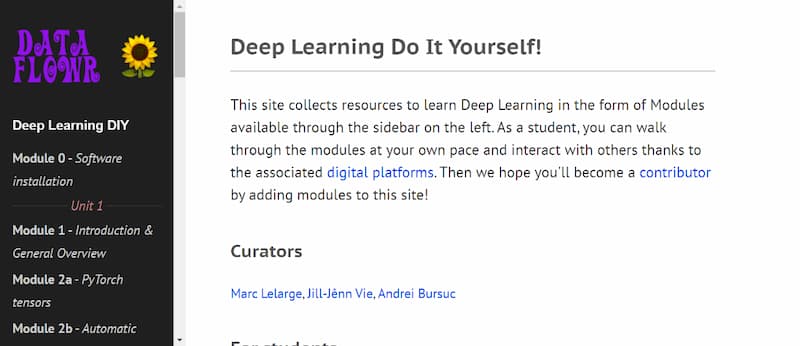 DATA
FLOWR
Deep Learning DIY
Module 0 - Software
installation
Unit 1
Module 1 - Introduction &
General Overview
Module 2a - PyTorch
tensors
Module 2b - Automatic
Deep Learning Do It Yourself!
This site collects resources to learn Deep Learning in the form of Modules
available through the sidebar on the left. As a student, you can walk
through the modules at your own pace and interact with others thanks to
the associated digital platforms. Then we hope you'll become a contributor
by adding modules to this site!
Curators
Marc Lelarge, Jill-Jênn Vie, Andrei Bursuc
For students